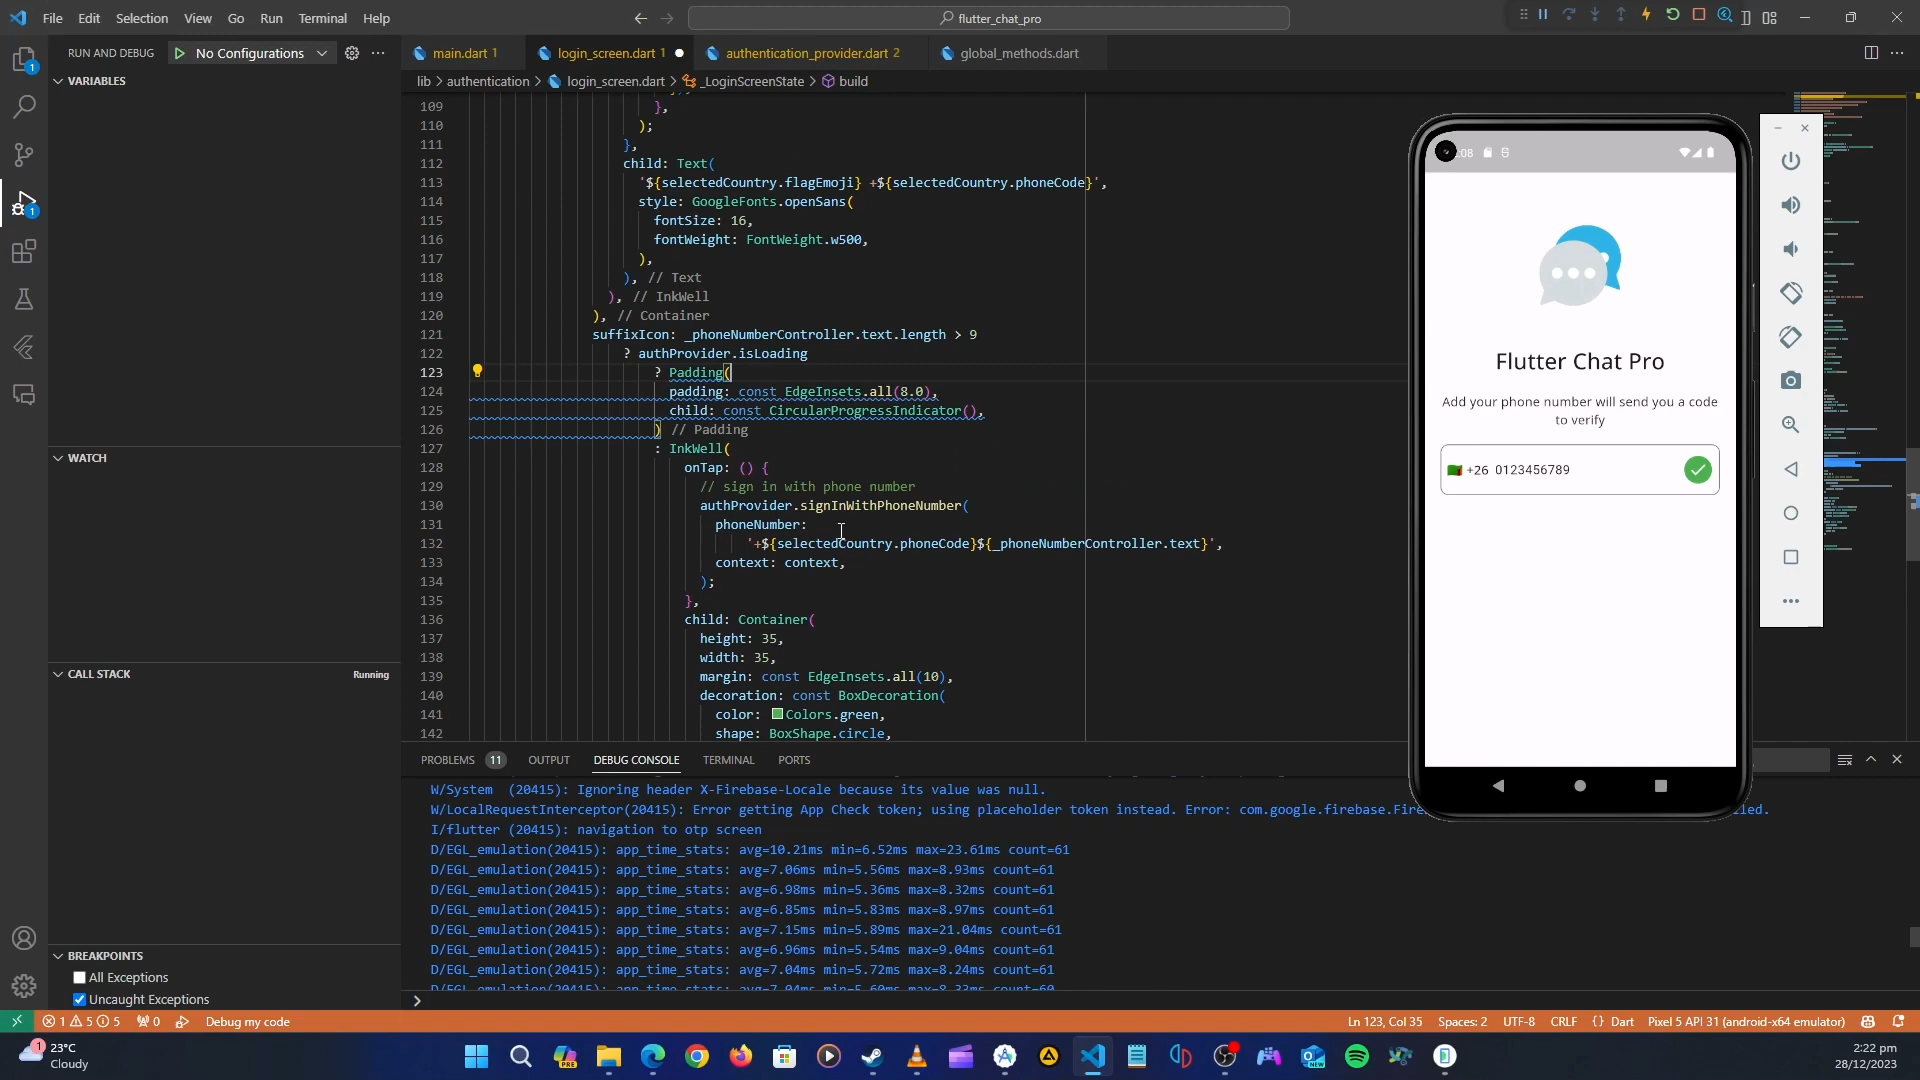 File Edit Selection View Go Run Terminal Help
flutter_chat_pro
RUN AND DEBUG No Configurations
main.dart 1 login_screen.dart 1 authentication_provider.dart 2 global_methods.dart
lib > authentication > login_screen.dart > _LoginScreenState > build
VARIABLES
WATCH
CALL STACK Running
BREAKPOINTS
All Exceptions
Uncaught Exceptions
109 },
110 );
111 },
112 child: Text(
113 '${selectedCountry.flagEmoji} +${selectedCountry.phoneCode}',
114 style: GoogleFonts.openSans(
115 fontSize: 16,
116 fontWeight: FontWeight.w500,
117 ),
118 ), // Text
119 ), // InkWell
120 ), // Container
121 suffixIcon: _phoneNumberController.text.length > 9
122 ? authProvider.isLoading
123 ? Padding(
124 padding: const EdgeInsets.all(8.0),
125 child: const CircularProgressIndicator(),
126 ) // Padding
127 : InkWell(
128 onTap: () {
129 // sign in with phone number
130 authProvider.signInWithPhoneNumber(
131 phoneNumber:
132 '+${selectedCountry.phoneCode}${_phoneNumberController.text}',
133 context: context,
134 );
135 },
136 child: Container(
137 height: 35,
138 width: 35,
139 margin: const EdgeInsets.all(10),
140 decoration: const BoxDecoration(
141 color: Colors.green,
142 shape: BoxShape.circle,
:08
Flutter Chat Pro
Add your phone number will send you a code
to verify
+26 0123456789
PROBLEMS 11 OUTPUT DEBUG CONSOLE TERMINAL PORTS
W/System (20415): Ignoring header X-Firebase-Locale because its value was null.
W/LocalRequestInterceptor(20415): Error getting App Check token; using placeholder token instead. Error: com.google.firebase.Fire
I/flutter (20415): navigation to otp screen
D/EGL_emulation(20415): app_time_stats: avg=10.21ms min=6.52ms max=23.61ms count=61
D/EGL_emulation(20415): app_time_stats: avg=7.06ms min=5.56ms max=8.93ms count=61
D/EGL_emulation(20415): app_time_stats: avg=6.98ms min=5.36ms max=8.32ms count=61
D/EGL_emulation(20415): app_time_stats: avg=6.85ms min=5.83ms max=8.97ms count=61
D/EGL_emulation(20415): app_time_stats: avg=7.15ms min=5.89ms max=21.04ms count=61
D/EGL_emulation(20415): app_time_stats: avg=6.96ms min=5.54ms max=9.04ms count=61
D/EGL_emulation(20415): app_time_stats: avg=7.04ms min=5.72ms max=8.24ms count=61
1 5 5 0 Debug my code
Ln 123, Col 35 Spaces: 2 UTF-8 CRLF {} Dart Pixel 5 API 31 (android-x64 emulator)
23°C
Cloudy
2:22 pm
28/12/2023